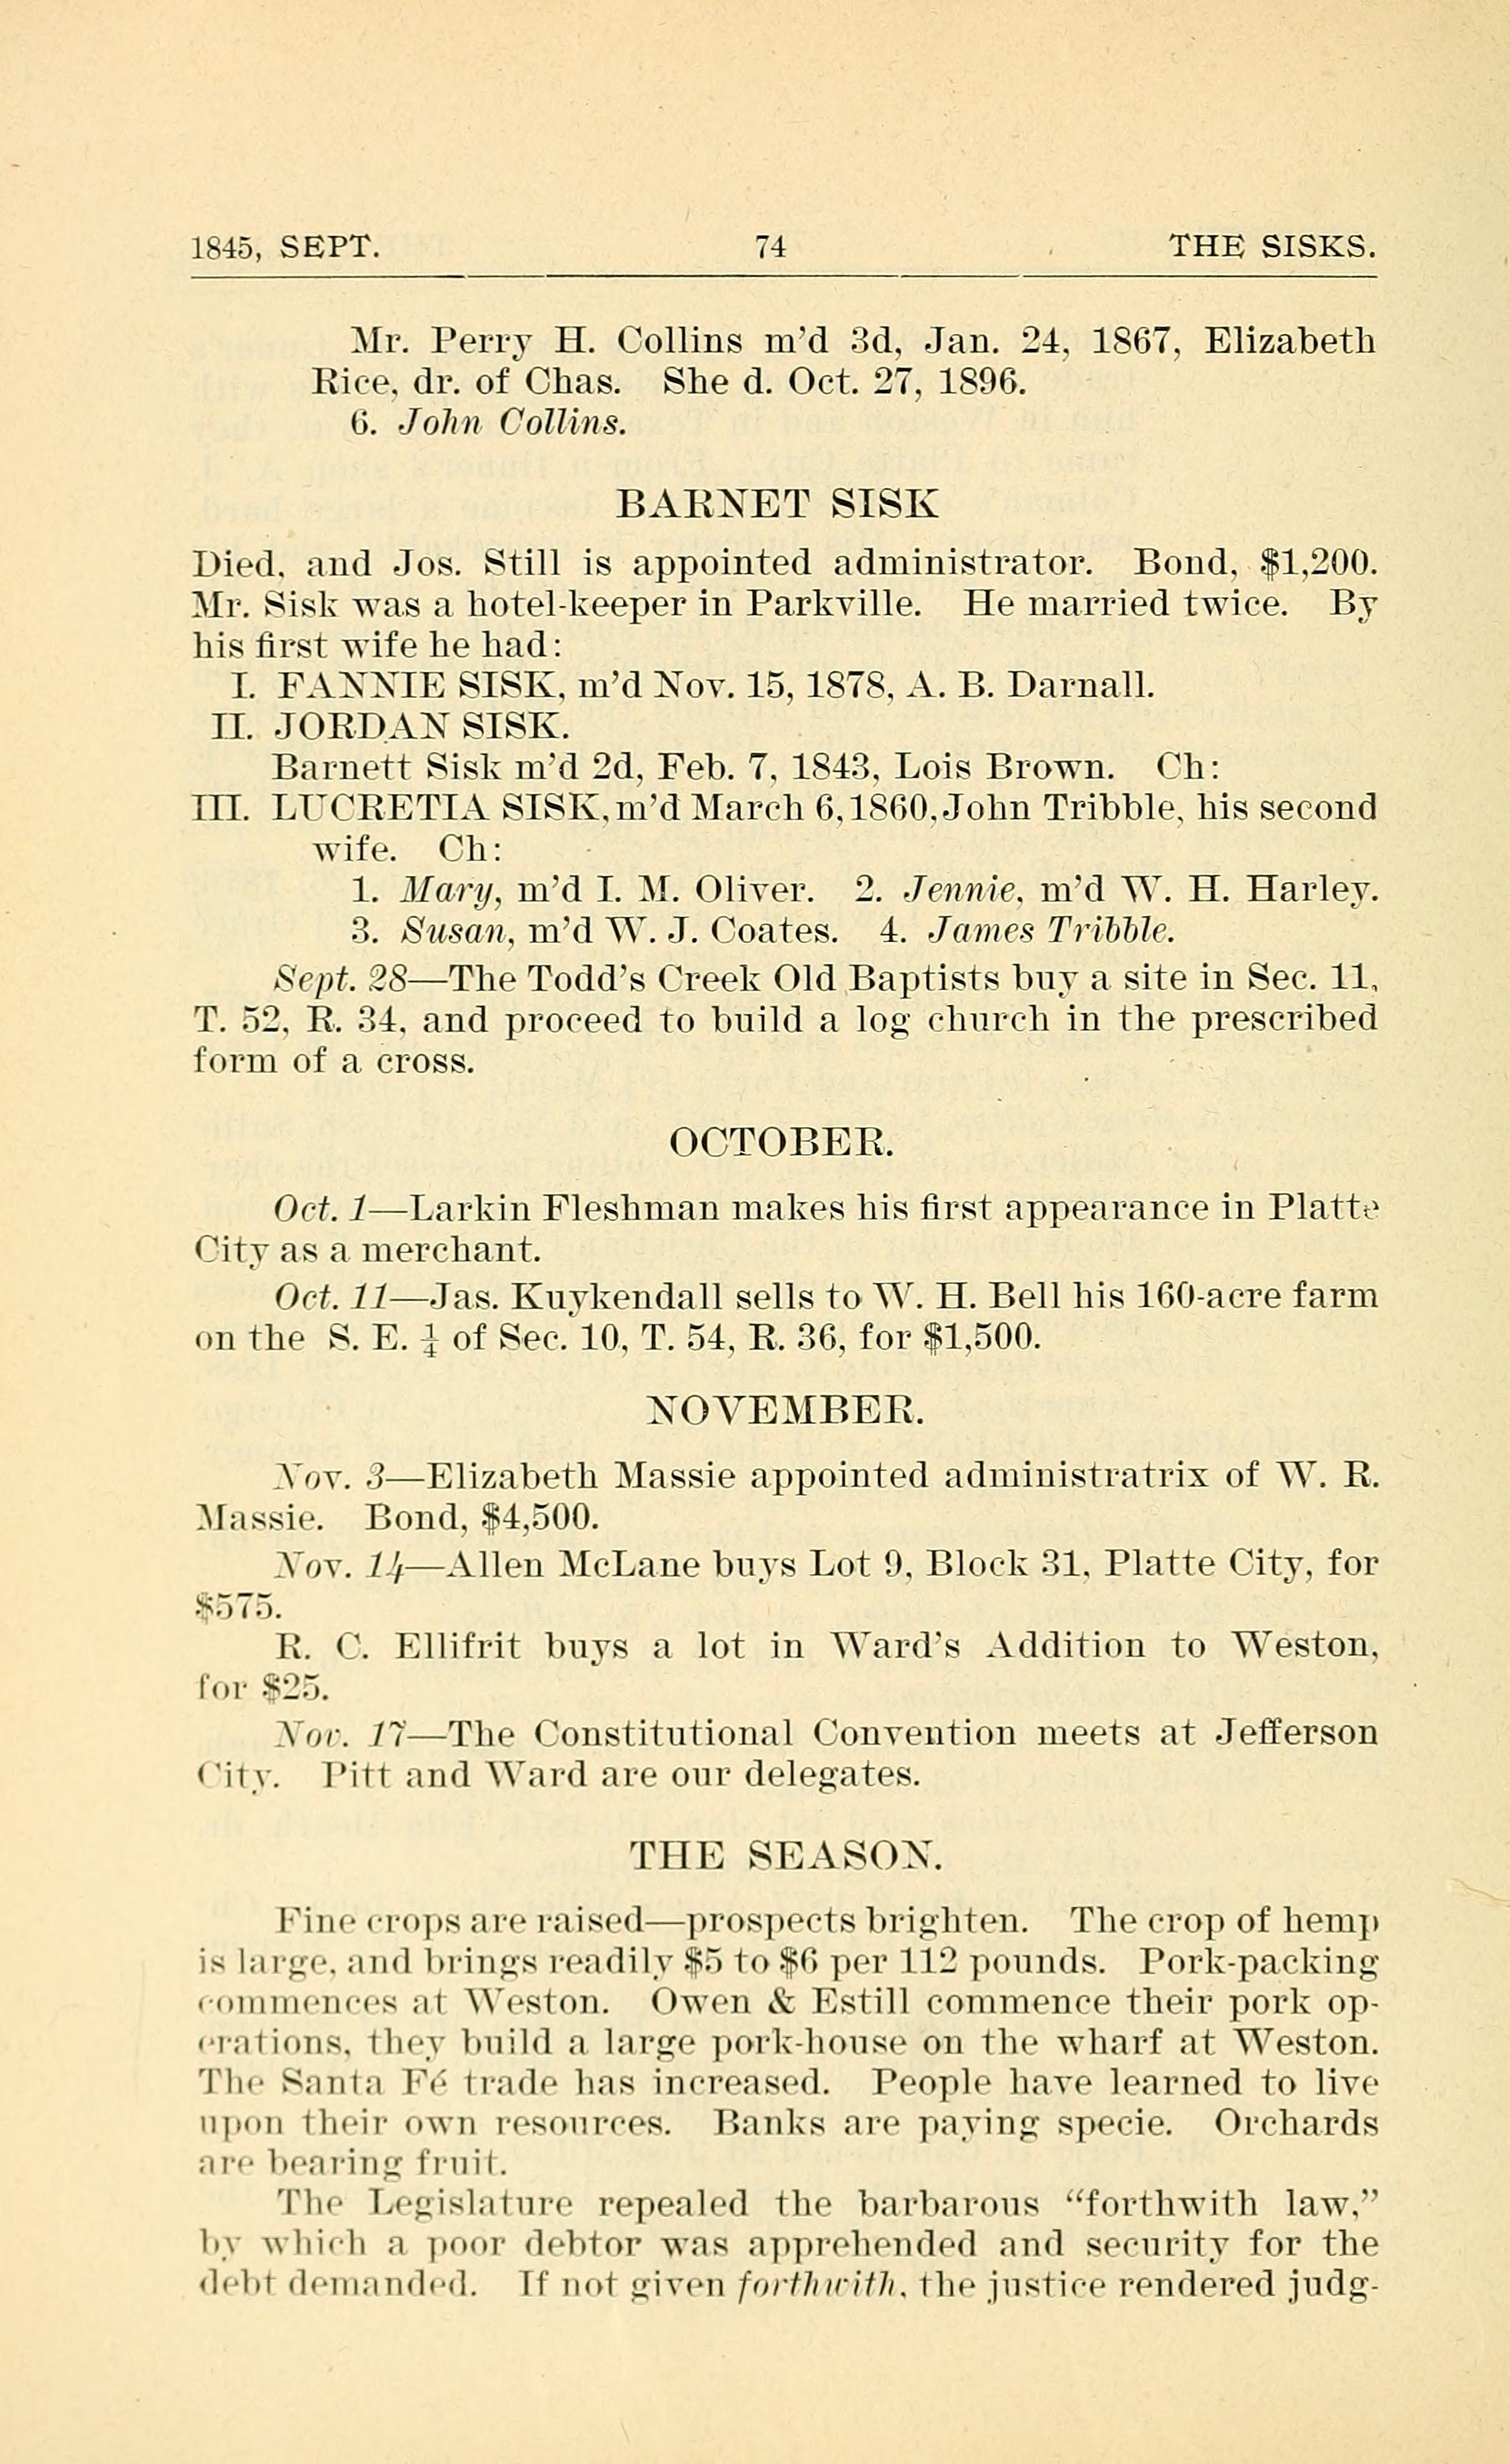 1845, SEPT. 74 THE SISKS.
Mr. Perry H. Collins m'd 3d, Jan. 24, 1867, Elizabeth
Rice, dr. of Chas. She d. Oct. 27, 1896.
6. John Collins.
BARNET SISK
Died, and Jos. Still is appointed administrator. Bond, $1,200.
Mr. Sisk was a hotel-keeper in Parkville. He married twice. By
his first wife he had:
I. FANNIE SISK, m'd Nov. 15, 1878, A. B. Darnall.
II. JORDAN SISK.
Barnett Sisk m'd 2d, Feb. 7, 1843, Lois Brown. Ch:
III. LUCRETIA SISK, m'd March 6, 1860, John Tribble, his second
wife. Ch:
1. Mary, m'd I. M. Oliver. 2. Jennie, m'd W. H. Harley.
3. Susan, m'd W. J. Coates. 4. James Tribble.
Sept. 28—The Todd's Creek Old Baptists buy a site in Sec. 11,
T. 52, R. 34, and proceed to build a log church in the prescribed
form of a cross.
OCTOBER.
Oct. 1—Larkin Fleshman makes his first appearance in Platte
City as a merchant.
Oct. 11—Jas. Kuykendall sells to W. H. Bell his 160-acre farm
on the S. E. ¼ of Sec. 10, T. 54, R. 36, for $1,500.
NOVEMBER.
Nov. 3—Elizabeth Massie appointed administratrix of W. R.
Massie. Bond, $4,500.
Nov. 14—Allen McLane buys Lot 9, Block 31, Platte City, for
$575.
R. C. Ellifrit buys a lot in Ward's Addition to Weston,
for $25.
Nov. 17—The Constitutional Convention meets at Jefferson
City. Pitt and Ward are our delegates.
THE SEASON.
Fine crops are raised—prospects brighten. The crop of hemp
is large, and brings readily $5 to $6 per 112 pounds. Pork-packing
commences at Weston. Owen & Estill commence their pork op-
erations, they build a large pork-house on the wharf at Weston.
The Santa Fé trade has increased. People have learned to live
upon their own resources. Banks are paying specie. Orchards
are bearing fruit.
The Legislature repealed the barbarous "forthwith law,"
by which a poor debtor was apprehended and security for the
debt demanded. If not given forthwith, the justice rendered judg-